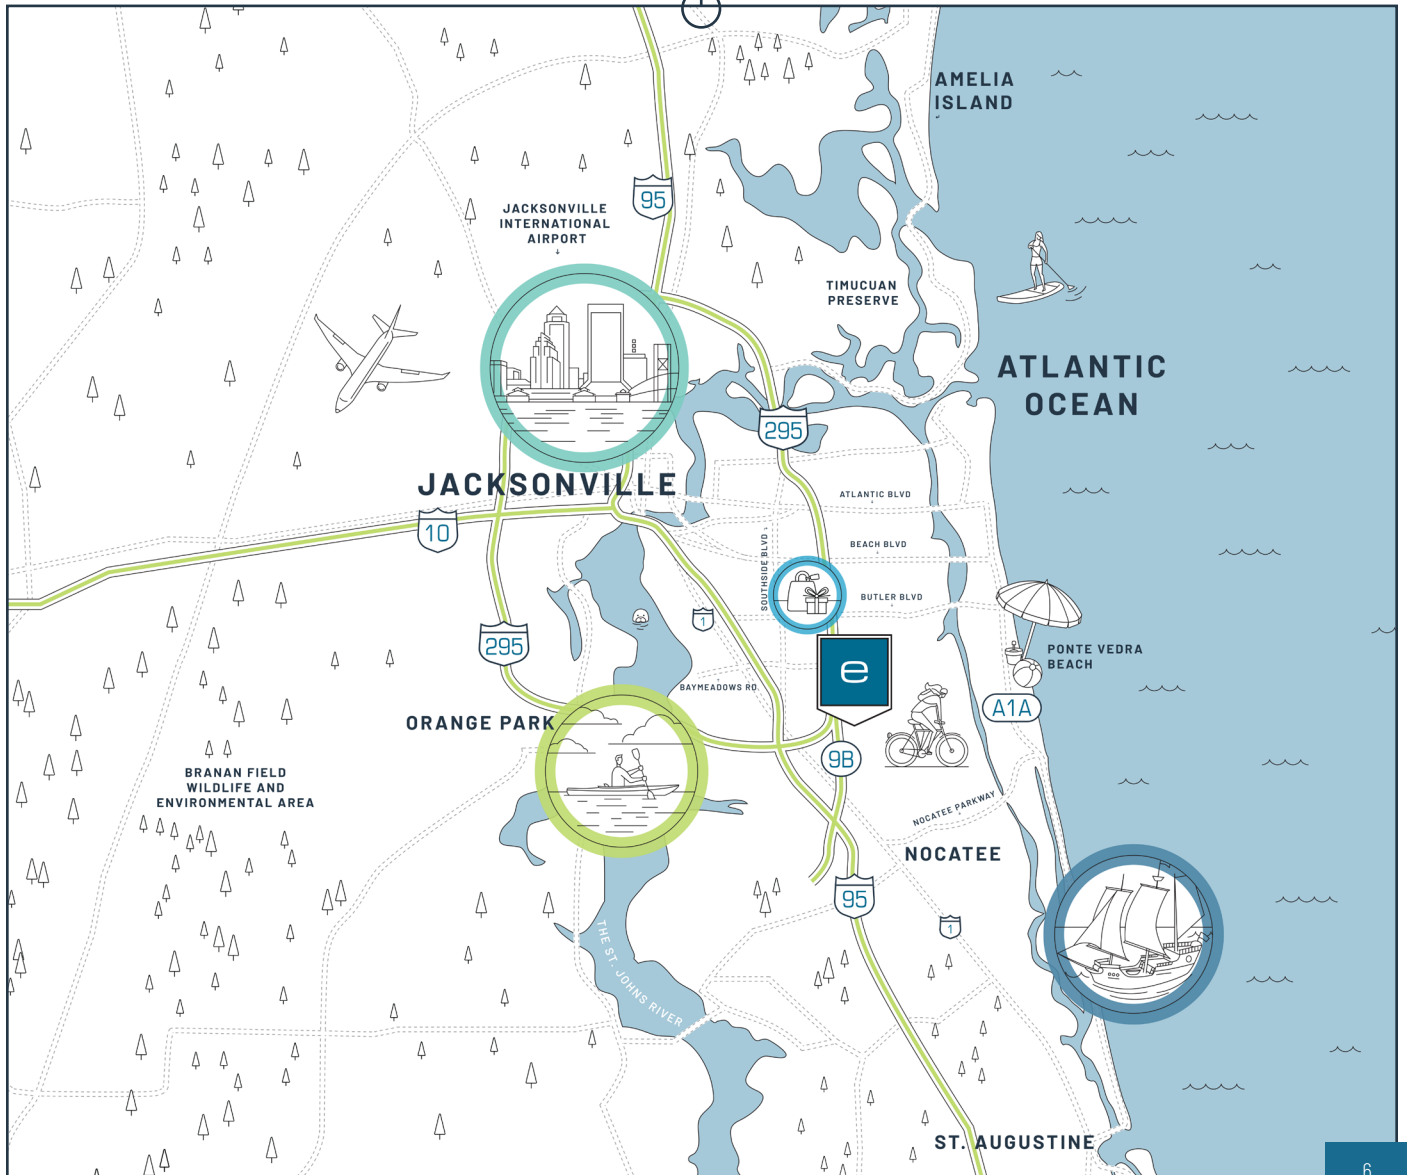 AMELIA
ISLAND
95
JACKSONVILLE
INTERNATIONAL
AIRPORT
TIMUCUAN
PRESERVE
ATLANTIC
OCEAN
295
JACKSONVILLE
ATLANTIC BLVD
10
BEACH BLVD
SOUTHSIDE BLVD
BUTLER BLVD
1
295
PONTE VEDRA
BEACH
e
BAYMEADOWS RD.
A1A
ORANGE PARK
9B
BRANAN FIELD
WILDLIFE AND
ENVIRONMENTAL AREA
NOCATEE PARKWAY
NOCATEE
95
1
THE ST. JOHNS RIVER
ST. AUGUSTINE
6